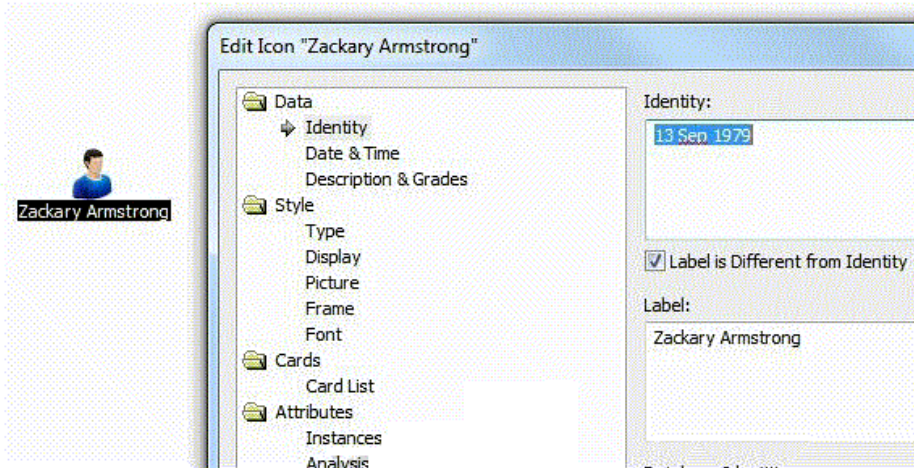 Edit Icon "Zackary Armstrong"
Zackary Armstrong
Data
Identity
Date & Time
Description & Grades
Style
Type
Display
Picture
Frame
Font
Cards
Card List
Attributes
Instances
Analysis
Identity:
13 Sep 1979
Label is Different from Identity
Label:
Zackary Armstrong